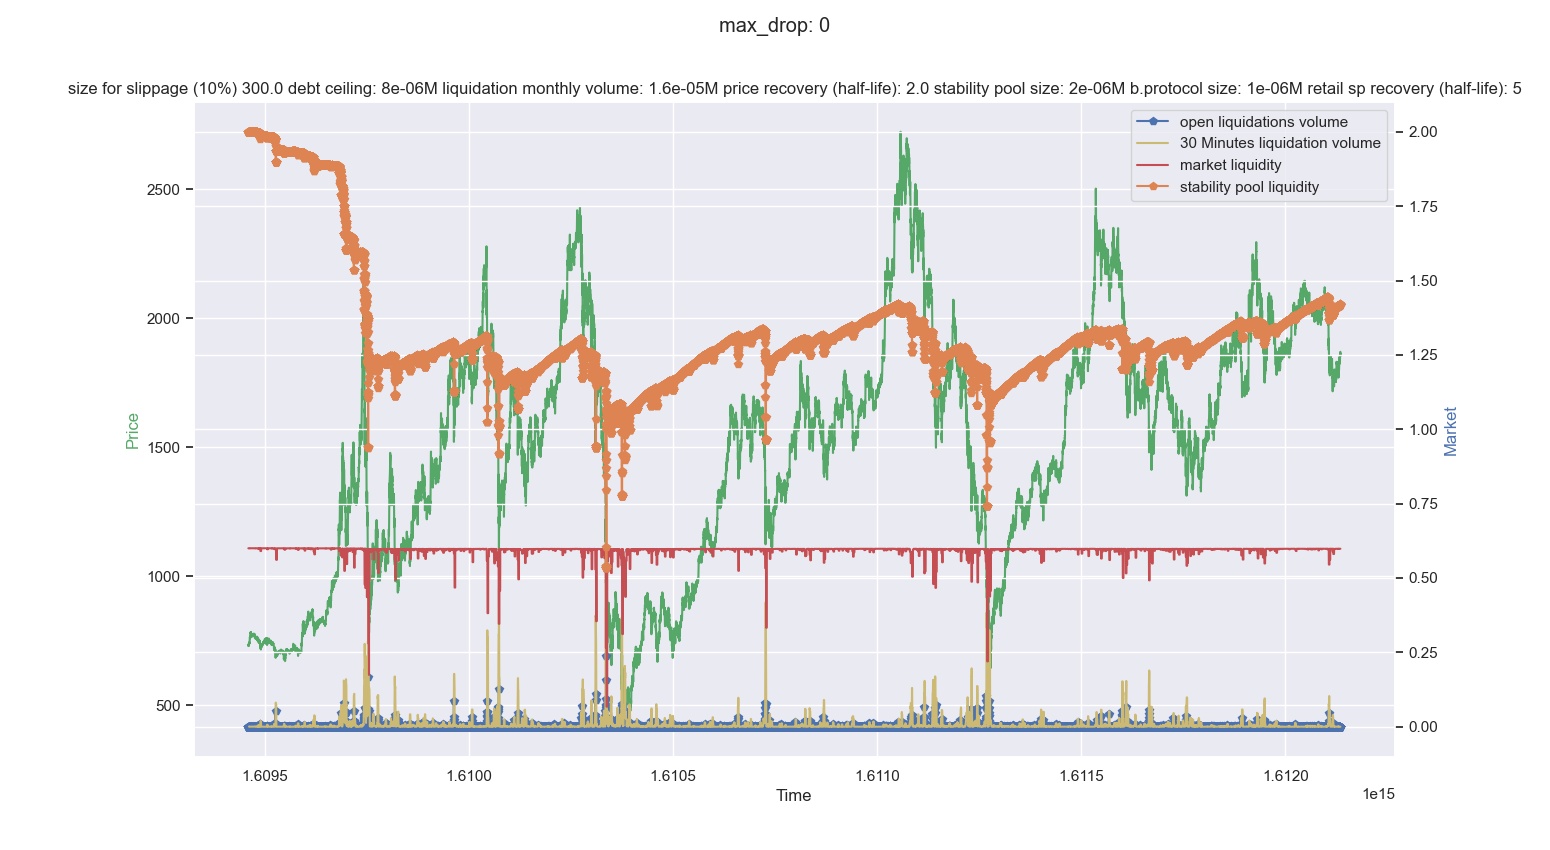 max_drop: 0
size for slippage (10%) 300.0 debt ceiling: 8e-06M liquidation monthly volume: 1.6e-05M price recovery (half-life): 2.0 stability pool size: 2e-06M b.protocol size: 1e-06M retail sp recovery (half-life): 5
open liquidations volume
30 Minutes liquidation volume
market liquidity
stability pool liquidity
2500
2000
1500
1000
500
Price
2.00
1.75
1.50
1.25
1.00
0.75
0.50
0.25
0.00
Market
1.6095 1.6100 1.6105 1.6110 1.6115 1.6120
Time
1e15